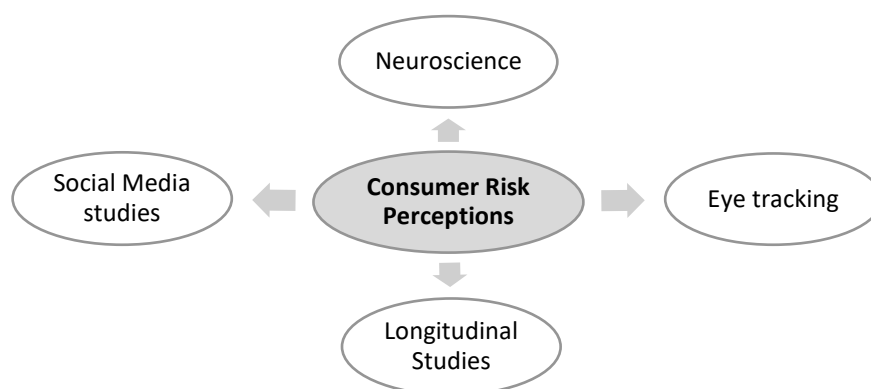 Neuroscience
Social Media
studies
Consumer Risk
Perceptions
Eye tracking
Longitudinal
Studies